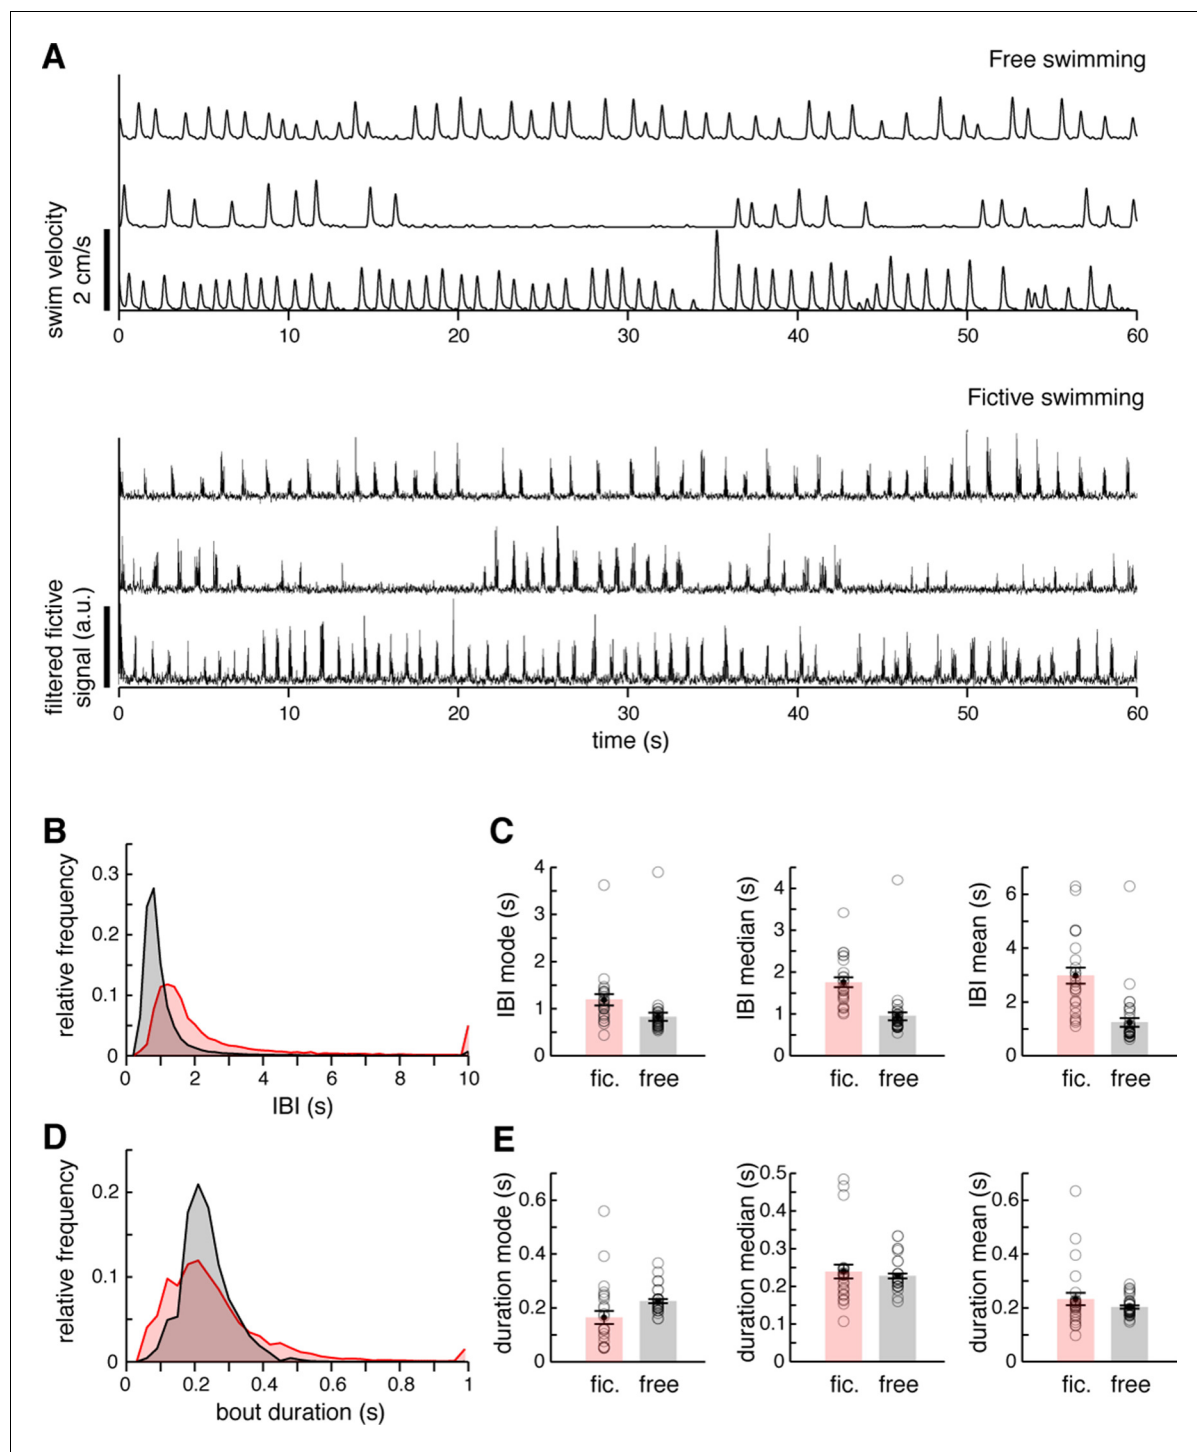 A
Free swimming
swim velocity
2 cm/s
0 10 20 30 40 50 60
Fictive swimming
filtered fictive
signal (a.u.)
0 10 20 30 40 50 60
time (s)
B
relative frequency
0.3
0.2
0.1
0
0 2 4 6 8 10
IBI (s)
C
IBI mode (s)
4
3
2
1
0
fic. free
IBI median (s)
4
3
2
1
0
fic. free
IBI mean (s)
6
4
2
0
fic. free
D
relative frequency
0.2
0.1
0
0 0.2 0.4 0.6 0.8 1
bout duration (s)
E
duration mode (s)
0.6
0.4
0.2
0
fic. free
duration median (s)
0.5
0.4
0.3
0.2
0.1
0
fic. free
duration mean (s)
0.6
0.4
0.2
0
fic. free